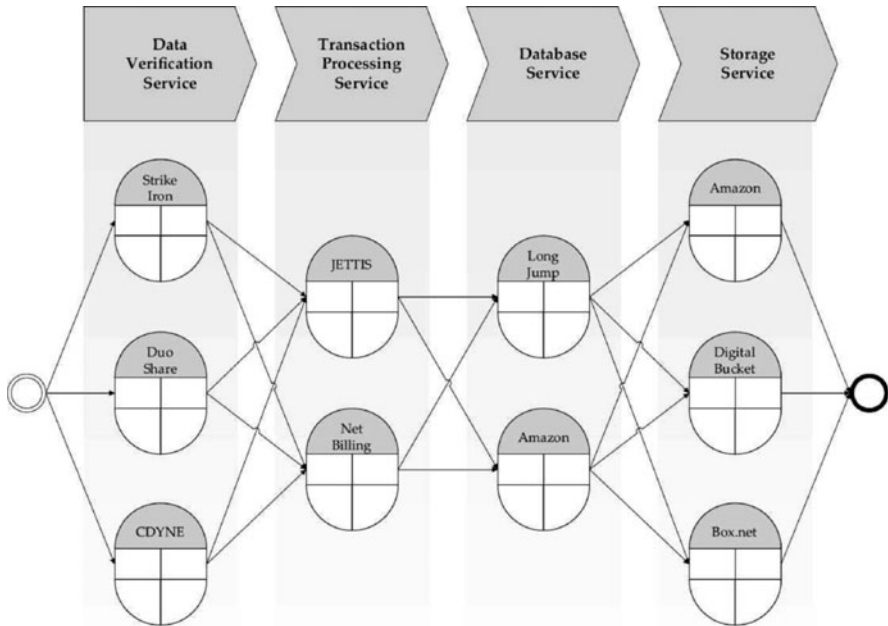 Data
Verification
Service
Transaction
Processing
Service
Database
Service
Storage
Service
Strike
Iron
Amazon
JETTIS
Long
Jump
Duo
Share
Digital
Bucket
Net
Billing
Amazon
CDYNE
Box.net